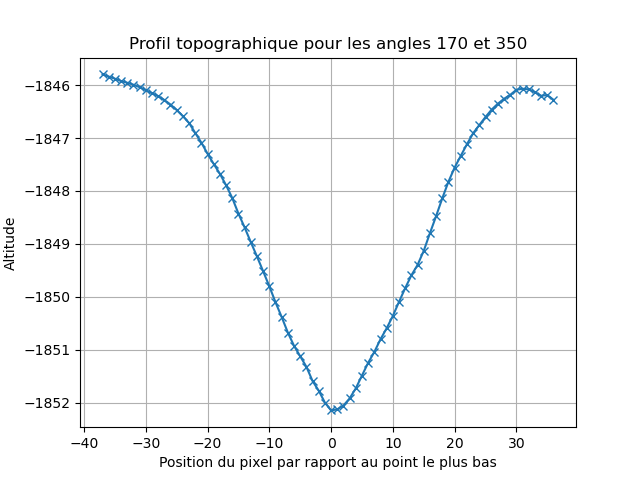 Profil topographique pour les angles 170 et 350
Altitude
−1846
−1847
−1848
−1849
−1850
−1851
−1852
−40 −30 −20 −10 0 10 20 30
Position du pixel par rapport au point le plus bas